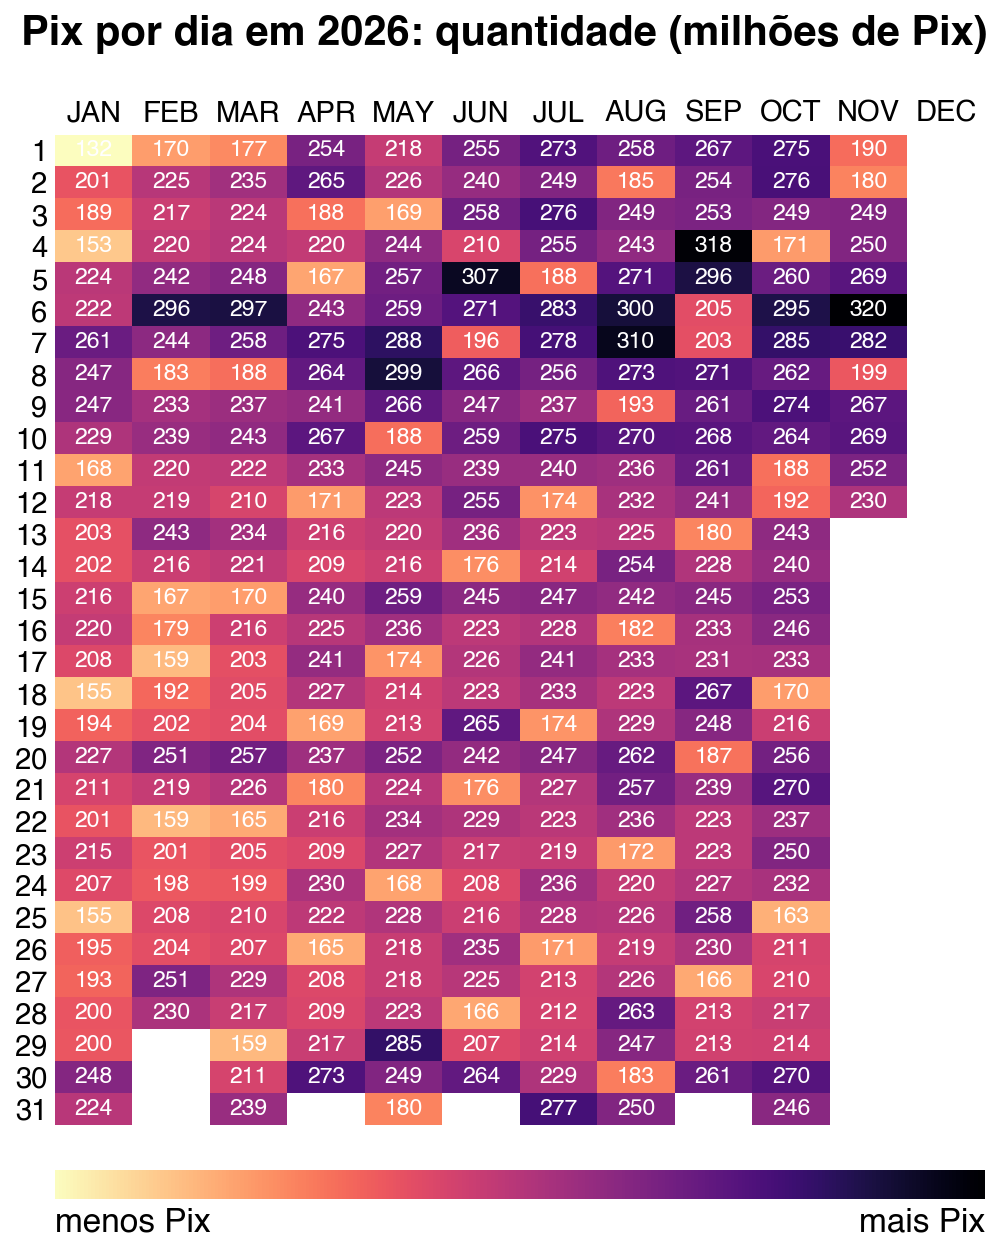 Pix por dia em 2026: quantidade (milhões de Pix)
JAN FEB MAR APR MAY JUN JUL AUG SEP OCT NOV DEC
1 132 170 177 254 218 255 273 258 267 275 190
2 201 225 235 265 226 240 249 185 254 276 180
3 189 217 224 188 169 258 276 249 253 249 249
4 153 220 224 220 244 210 255 243 318 171 250
5 224 242 248 167 257 307 188 271 296 260 269
6 222 296 297 243 259 271 283 300 205 295 320
7 261 244 258 275 288 196 278 310 203 285 282
8 247 183 188 264 299 266 256 273 271 262 199
9 247 233 237 241 266 247 237 193 261 274 267
10 229 239 243 267 188 259 275 270 268 264 269
11 168 220 222 233 245 239 240 236 261 188 252
12 218 219 210 171 223 255 174 232 241 192 230
13 203 243 234 216 220 236 223 225 180 243
14 202 216 221 209 216 176 214 254 228 240
15 216 167 170 240 259 245 247 242 245 253
16 220 179 216 225 236 223 228 182 233 246
17 208 159 203 241 174 226 241 233 231 233
18 155 192 205 227 214 223 233 223 267 170
19 194 202 204 169 213 265 174 229 248 216
20 227 251 257 237 252 242 247 262 187 256
21 211 219 226 180 224 176 227 257 239 270
22 201 159 165 216 234 229 223 236 223 237
23 215 201 205 209 227 217 219 172 223 250
24 207 198 199 230 168 208 236 220 227 232
25 155 208 210 222 228 216 228 226 258 163
26 195 204 207 165 218 235 171 219 230 211
27 193 251 229 208 218 225 213 226 166 210
28 200 230 217 209 223 166 212 263 213 217
29 200 159 217 285 207 214 247 213 214
30 248 211 273 249 264 229 183 261 270
31 224 239 180 277 250 246
menos Pix mais Pix